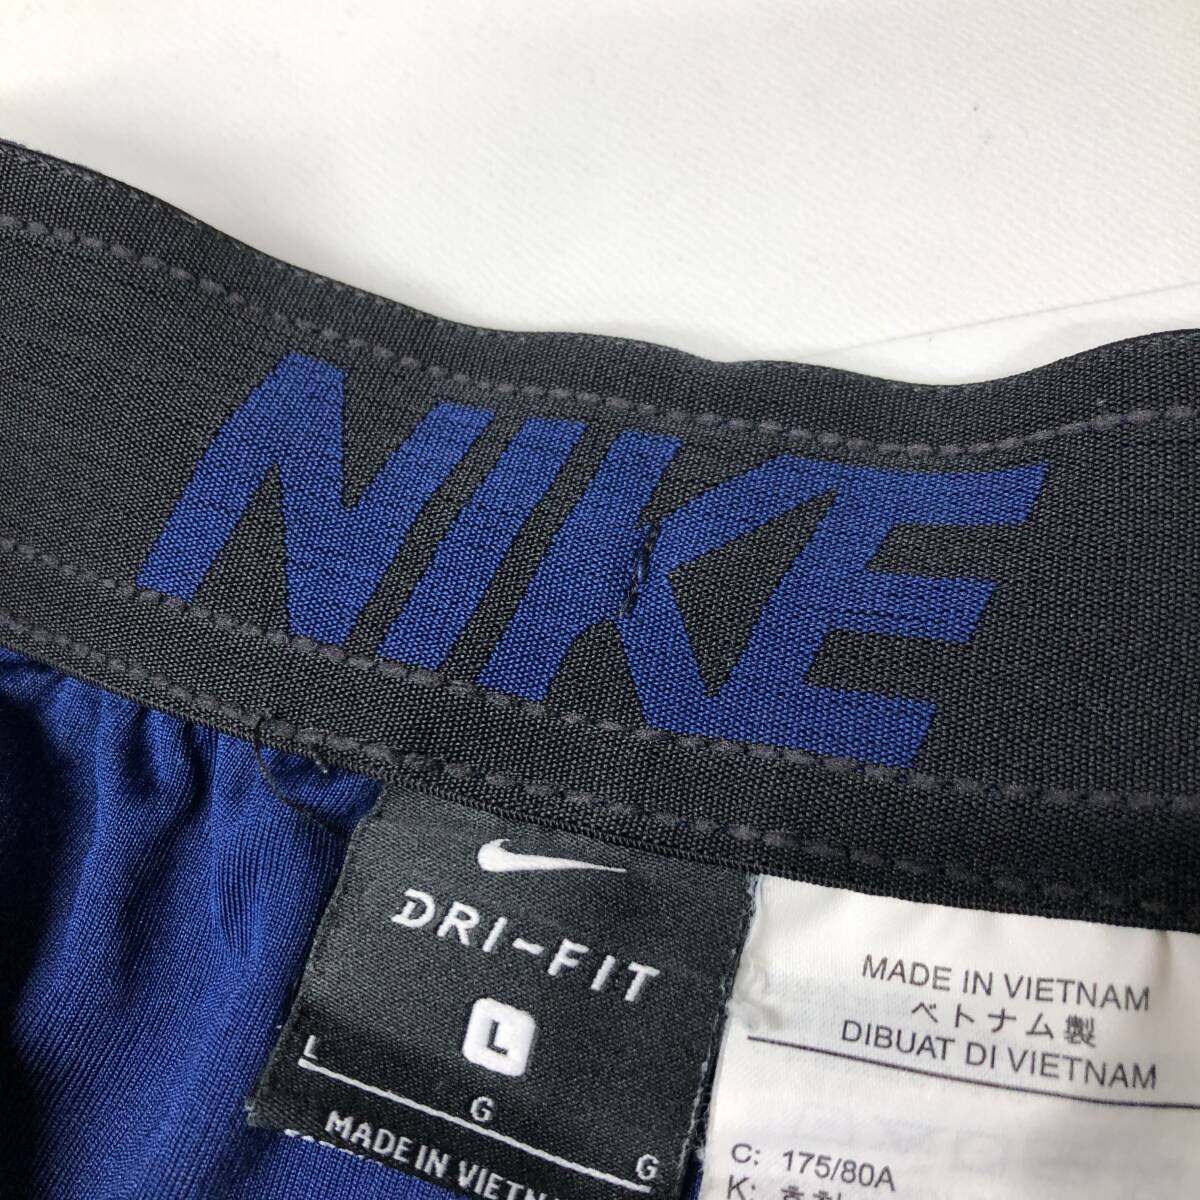 NIKE
DRI-FIT
L
L
G
G
MADE IN VIETNAM
MADE IN VIETNAM
ベトナム製
DIBUAT DI VIETNAM
C: 175/80A
K: